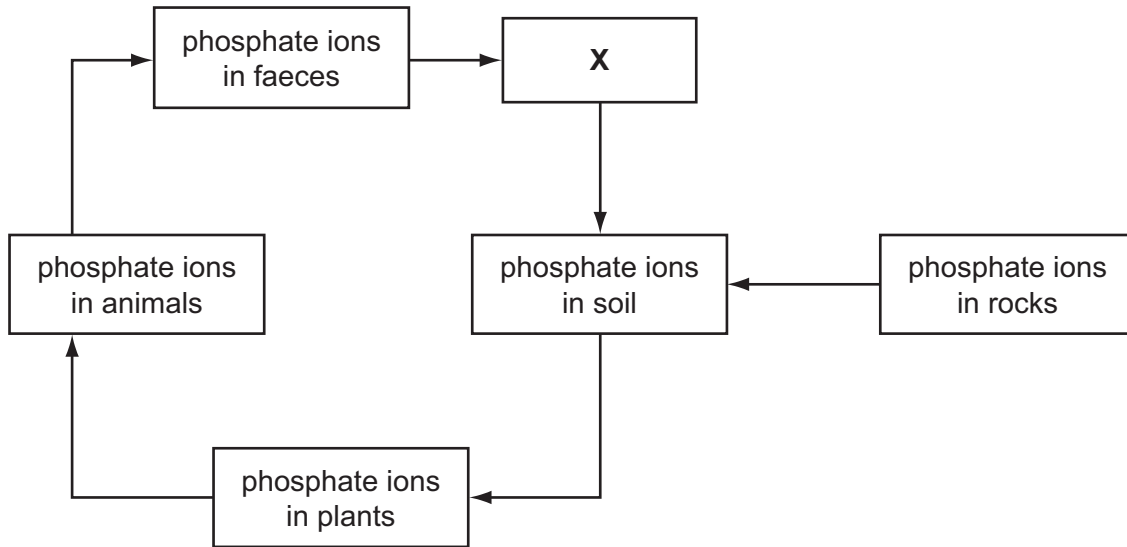 phosphate ions
in faeces
X
phosphate ions
in animals
phosphate ions
in soil
phosphate ions
in rocks
phosphate ions
in plants